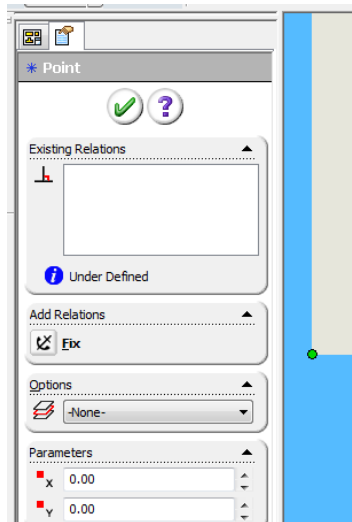 Point
Existing Relations
Under Defined
Add Relations
Fix
Options
-None-
Parameters
X 0.00
Y 0.00